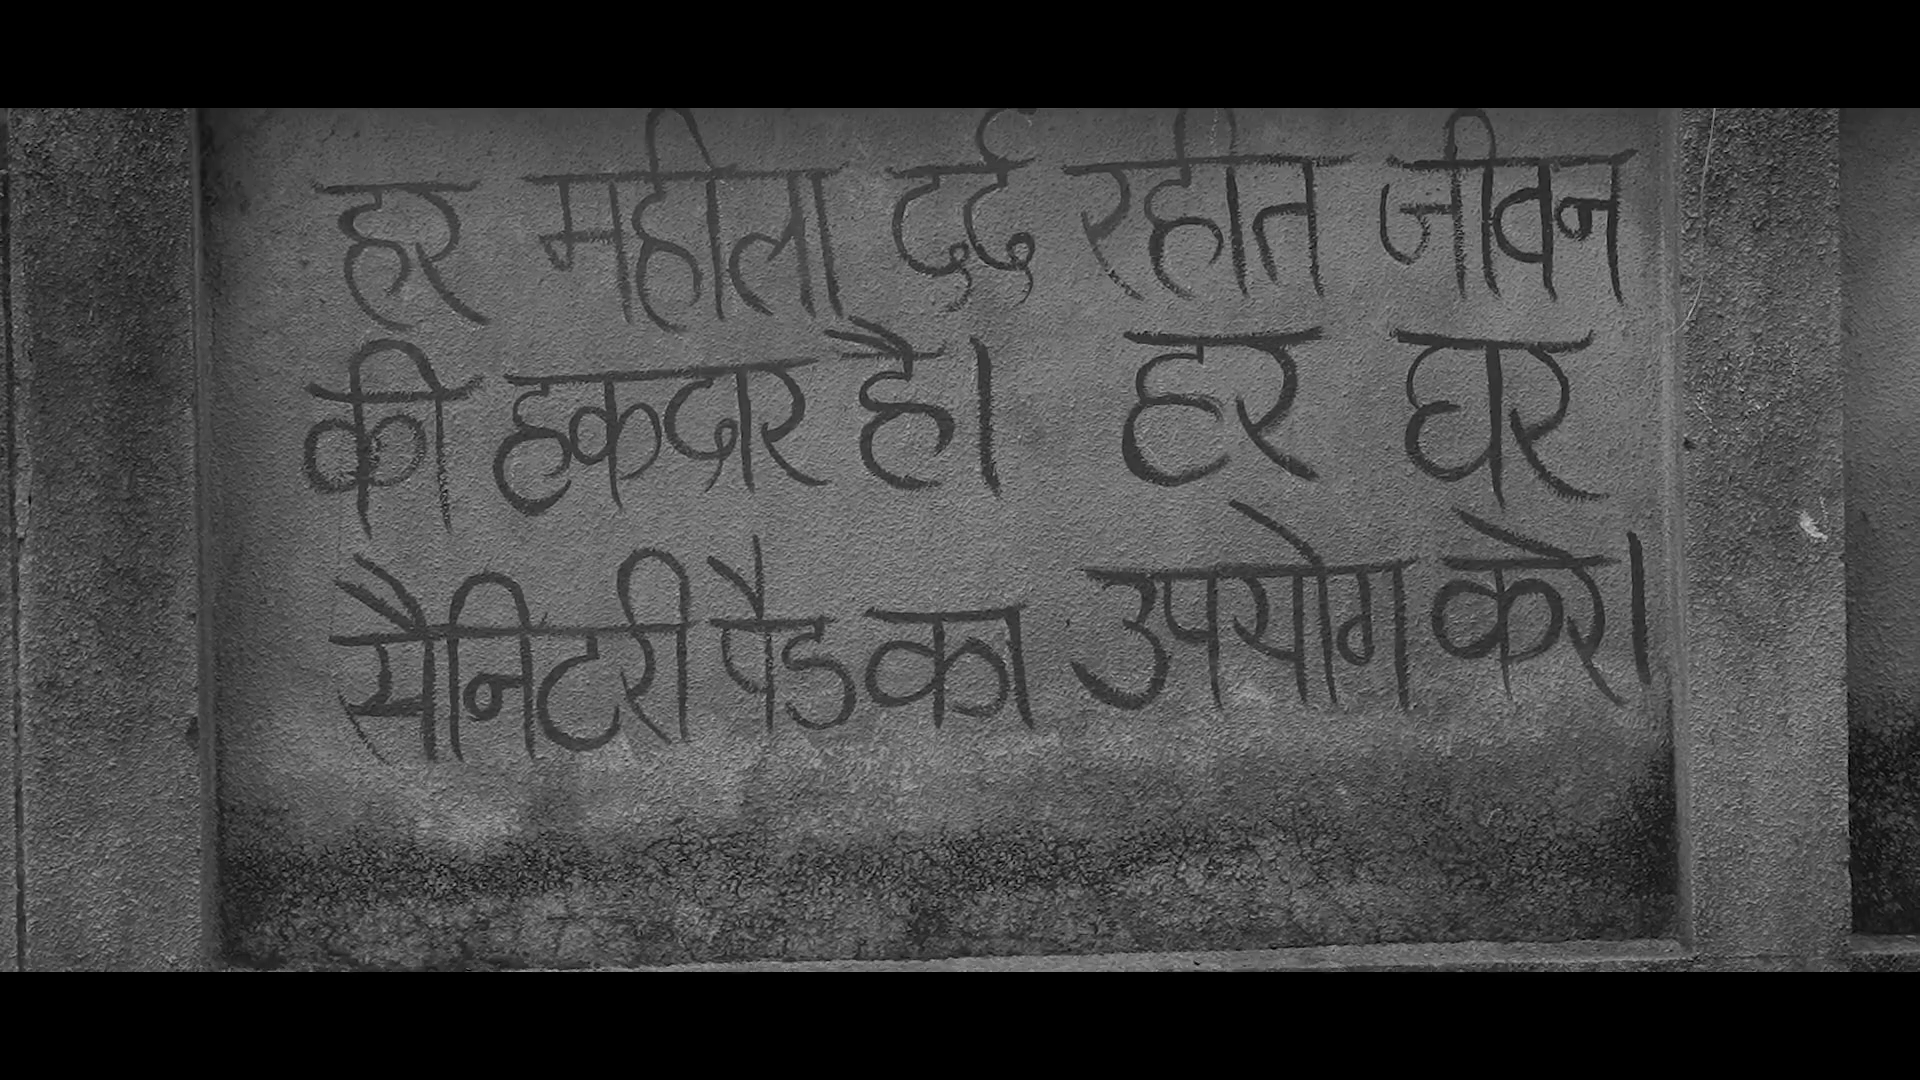 हर महीला दर्द रहीत जीवन
की हकदार है। हर घर
सैनिटरी पैड का उपयोग करे।